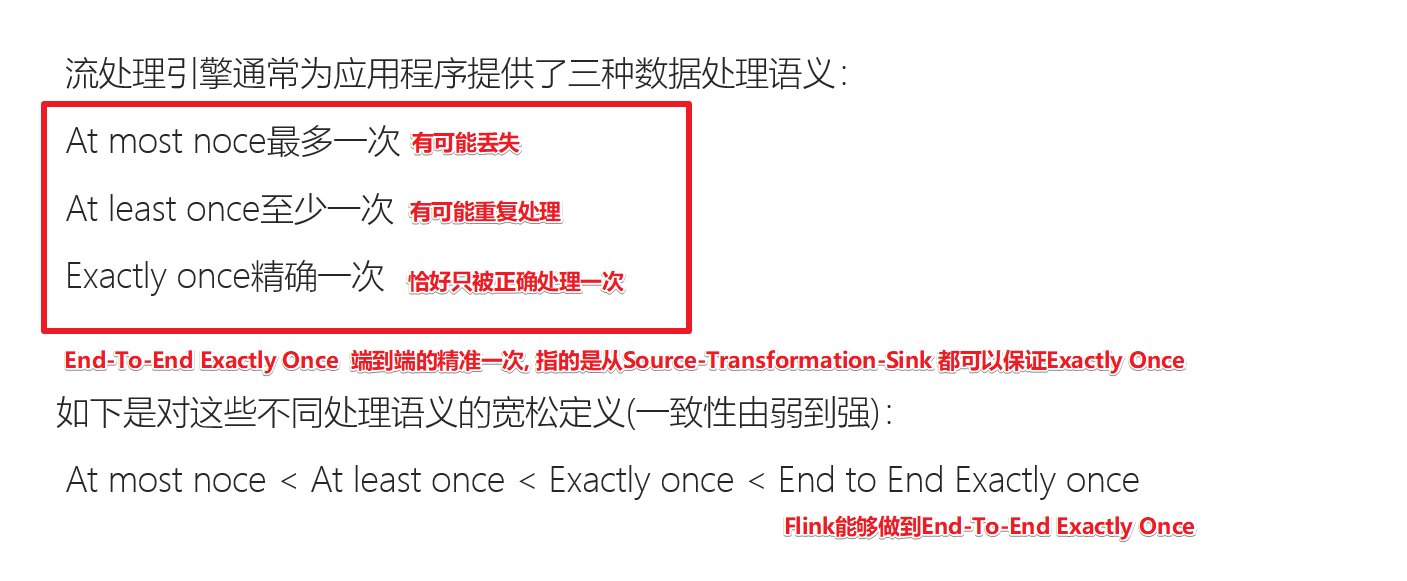 流处理引擎通常为应用程序提供了三种数据处理语义:
At most noce最多一次 有可能丢失
At least once至少一次 有可能重复处理
Exactly once精确一次 恰好只被正确处理一次
End-To-End Exactly Once 端到端的精准一次, 指的是从Source-Transformation-Sink 都可以保证Exactly Once
如下是对这些不同处理语义的宽松定义(一致性由弱到强):
At most noce < At least once < Exactly once < End to End Exactly once
Flink能够做到End-To-End Exactly Once